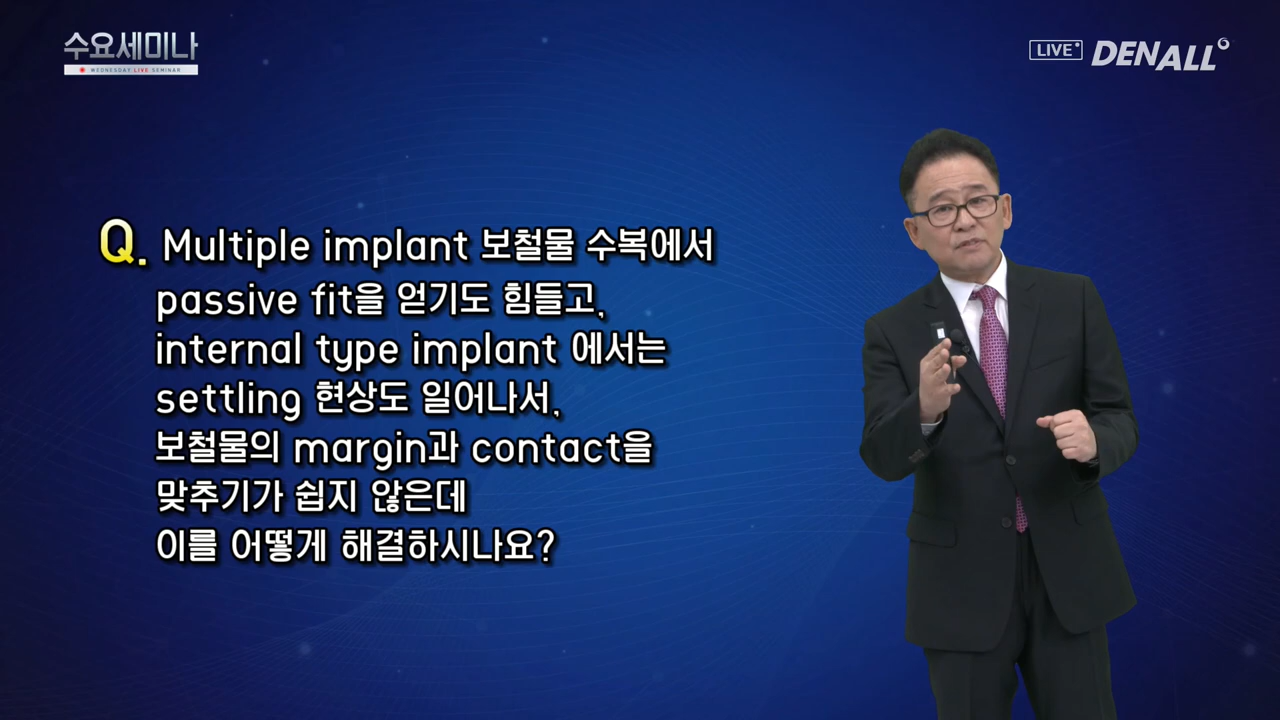 수요세미나
WEDNESDAY LIVE SEMINAR
LIVE
DENALL
Q. Multiple implant 보철물 수복에서
passive fit을 얻기도 힘들고,
internal type implant 에서는
settling 현상도 일어나서,
보철물의 margin과 contact을
맞추기가 쉽지 않은데
이를 어떻게 해결하시나요?